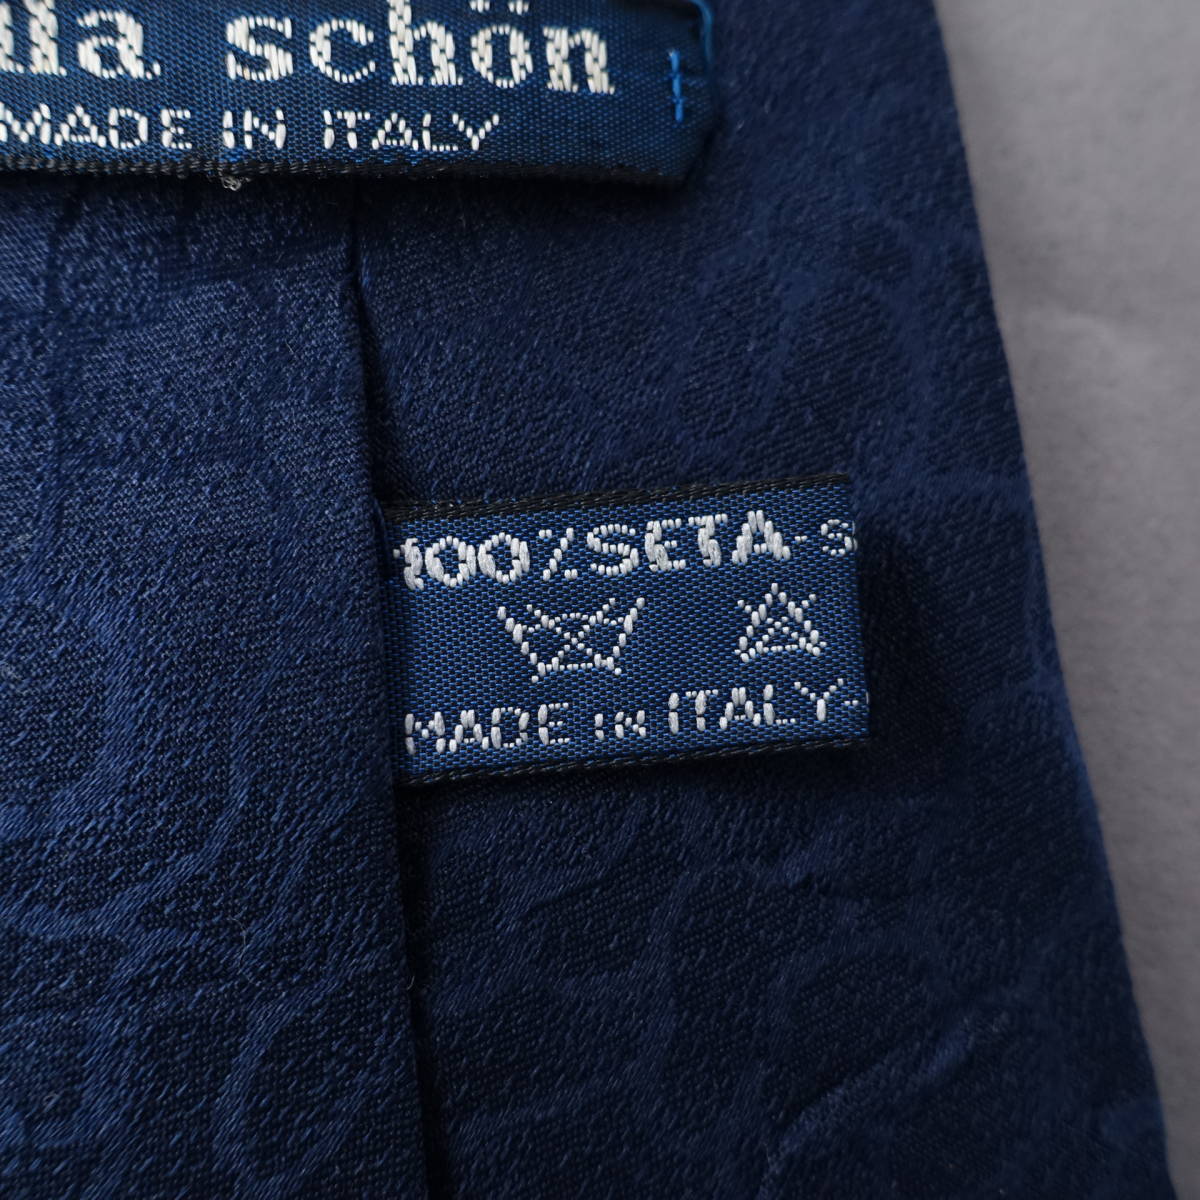 schön
MADE IN ITALY
100%SETA-
MADE IN ITALY-